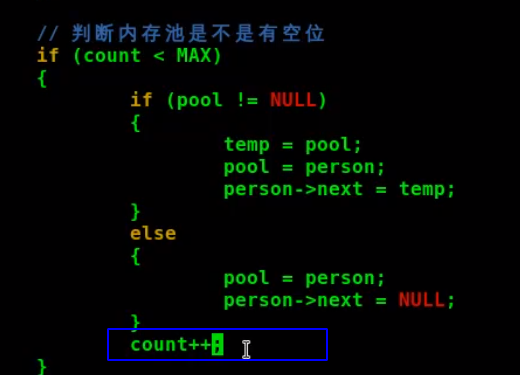 // 判断内存池是不是有空位
if (count < MAX)
{
if (pool != NULL)
{
temp = pool;
pool = person;
person->next = temp;
}
else
{
pool = person;
person->next = NULL;
}
count++;
}